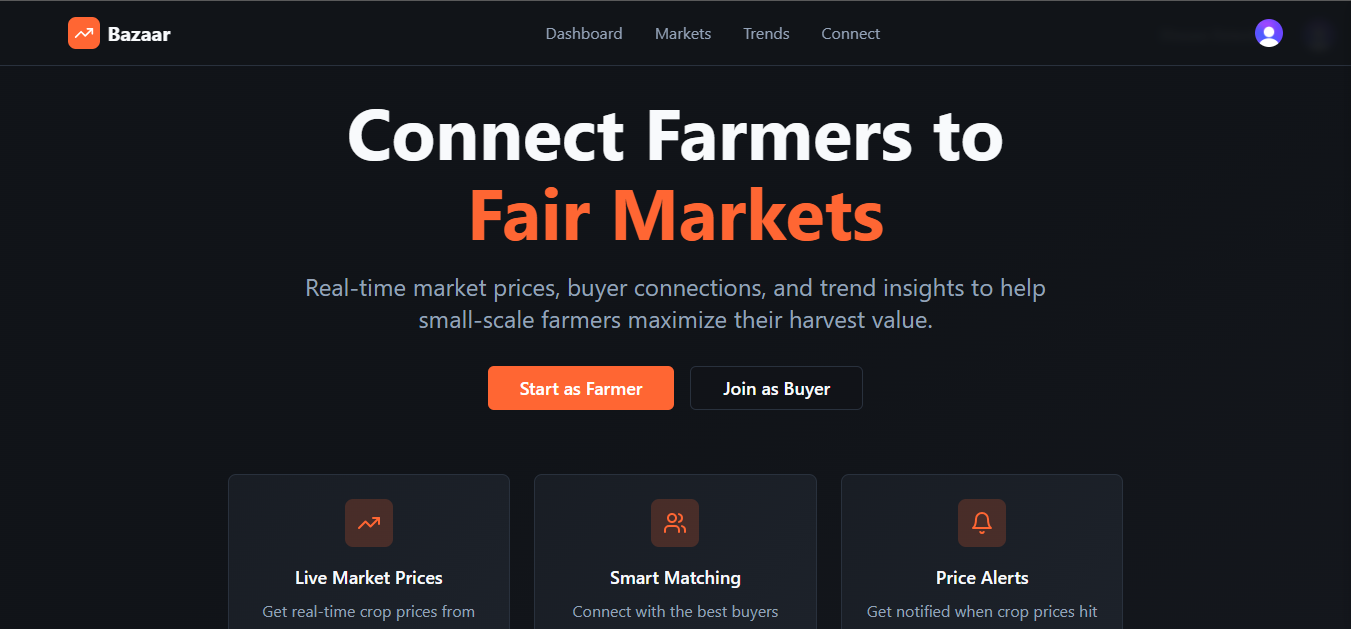 Bazaar
Dashboard Markets Trends Connect
Connect Farmers to
Fair Markets
Real-time market prices, buyer connections, and trend insights to help
small-scale farmers maximize their harvest value.
Start as Farmer Join as Buyer
Live Market Prices
Get real-time crop prices from
Smart Matching
Connect with the best buyers
Price Alerts
Get notified when crop prices hit